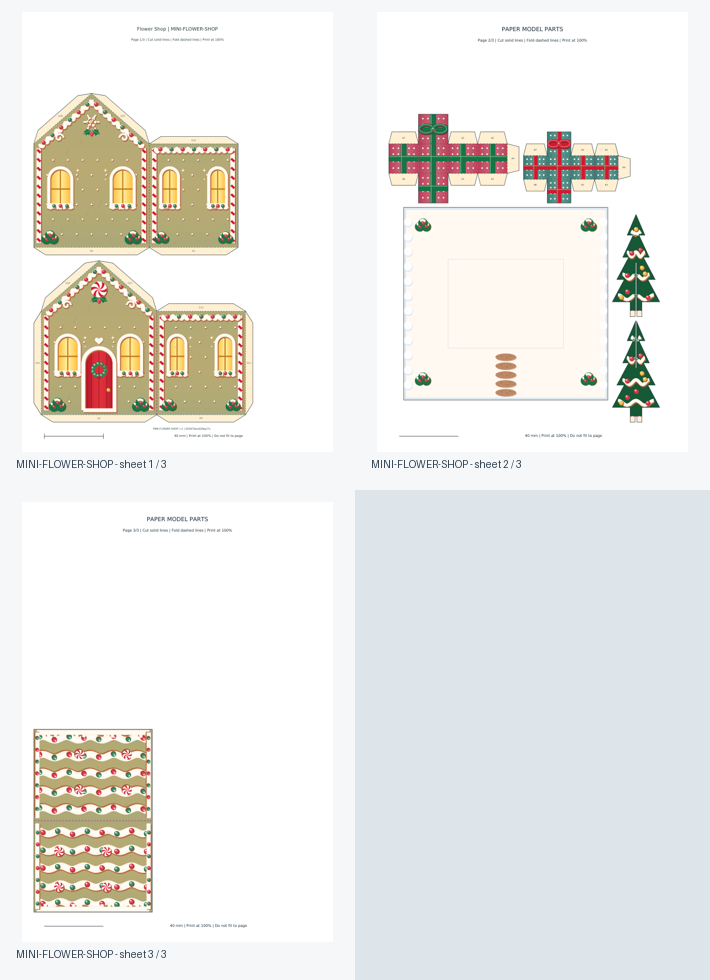 Flower Shop | MINI-FLOWER-SHOP
Page 1/3 | Cut solid lines | Fold dashed lines | Print at 100%
40 mm | Print at 100% | Do not fit to page
MINI-FLOWER-SHOP - sheet 1 / 3
PAPER MODEL PARTS
Page 2/3 | Cut solid lines | Fold dashed lines | Print at 100%
40 mm | Print at 100% | Do not fit to page
MINI-FLOWER-SHOP - sheet 2 / 3
PAPER MODEL PARTS
Page 3/3 | Cut solid lines | Fold dashed lines | Print at 100%
40 mm | Print at 100% | Do not fit to page
MINI-FLOWER-SHOP - sheet 3 / 3